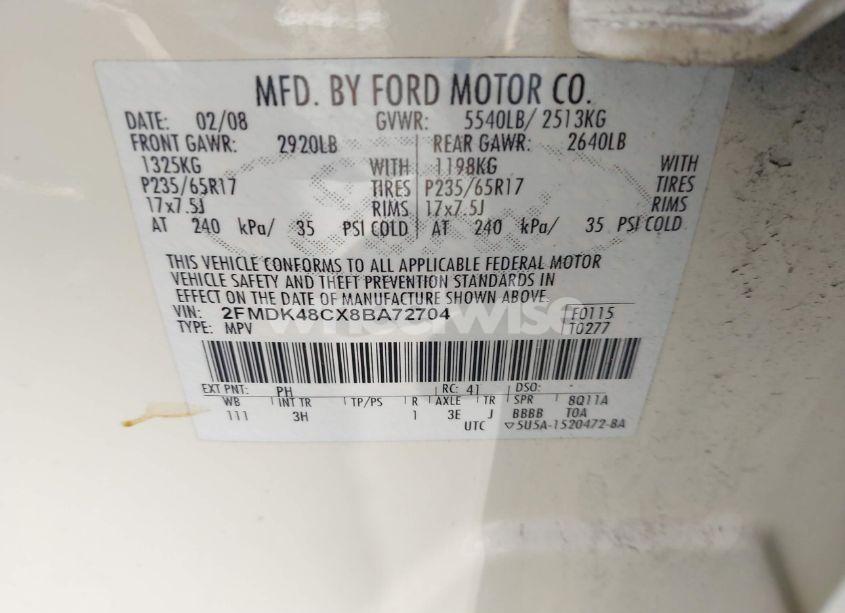 MFD. BY FORD MOTOR CO.
DATE: 02/08 GVWR: 5540LB/ 2513KG
FRONT GAWR: 2920LB REAR GAWR: 2640LB
1325KG WITH 1198KG WITH
P235/65R17 TIRES P235/65R17 TIRES
17x7.5J RIMS 17x7.5J RIMS
AT 240 kPa/ 35 PSI COLD AT 240 kPa/ 35 PSI COLD
THIS VEHICLE CONFORMS TO ALL APPLICABLE FEDERAL MOTOR
VEHICLE SAFETY AND THEFT PREVENTION STANDARDS IN
EFFECT ON THE DATE OF MANUFACTURE SHOWN ABOVE.
VIN: 2FMDK48CX8BA72704 F0115
TYPE: MPV T0277
EXT PNT: PH RC: 41 DSO:
WB INT TR TP/PS R AXLE TR SPR 8Q11A
111 3H 1 3E J BBBB TOA
UTC ▽5U5A-1520472-BA